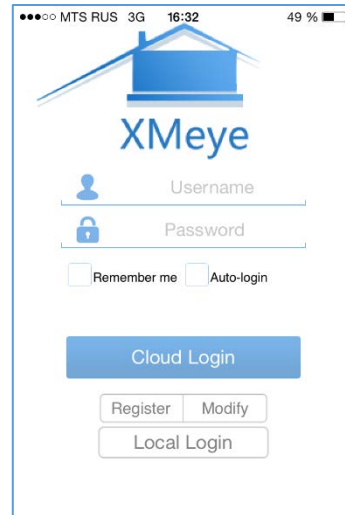 MTS RUS 3G 16:32 49 %
XMeye
Username
Password
Remember me Auto-login
Cloud Login
Register Modify
Local Login